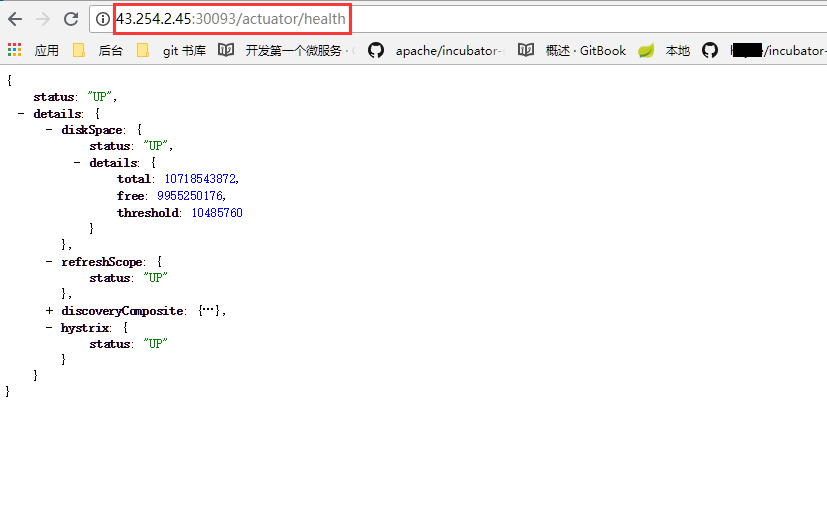 43.254.2.45:30093/actuator/health
应用 后台 git 书库 开发第一个微服务 · apache/incubator- 概述 · GitBook 本地 /incubator
{
status: "UP",
- details: {
- diskSpace: {
status: "UP",
- details: {
total: 10718543872,
free: 9955250176,
threshold: 10485760
}
},
- refreshScope: {
status: "UP"
},
+ discoveryComposite: {…},
- hystrix: {
status: "UP"
}
}
}